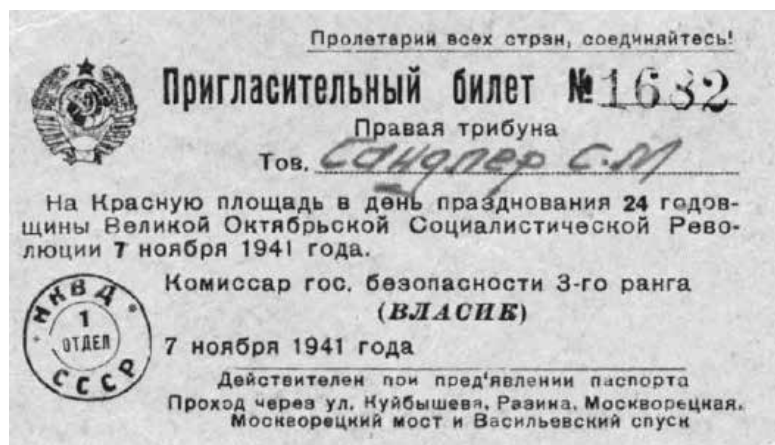 Пролетарии всех стран, соединяйтесь!
Пригласительный билет № 1682
Правая трибуна
Тов. Сандлер С.М
На Красную площадь в день празднования 24 годов-
щины Великой Октябрьской Социалистической Рево-
люции 7 ноября 1941 года.
Комиссар гос. безопасности 3-го ранга
(ВЛАСИК)
НКВД
1
ОТДЕЛ
СССР
7 ноября 1941 года
Действителен при пред'явлении паспорта
Проход через ул. Куйбышева, Разина, Москворецкая,
Москворецкий мост и Васильевский спуск